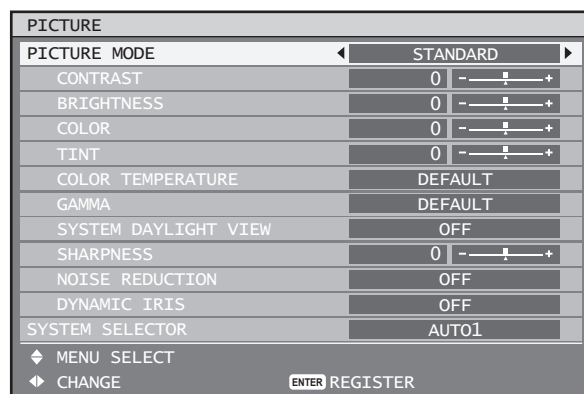 PICTURE
PICTURE MODE STANDARD
CONTRAST 0 - +
BRIGHTNESS 0 - +
COLOR 0 - +
TINT 0 - +
COLOR TEMPERATURE DEFAULT
GAMMA DEFAULT
SYSTEM DAYLIGHT VIEW OFF
SHARPNESS 0 - +
NOISE REDUCTION OFF
DYNAMIC IRIS OFF
SYSTEM SELECTOR AUTO1
MENU SELECT
CHANGE ENTER REGISTER